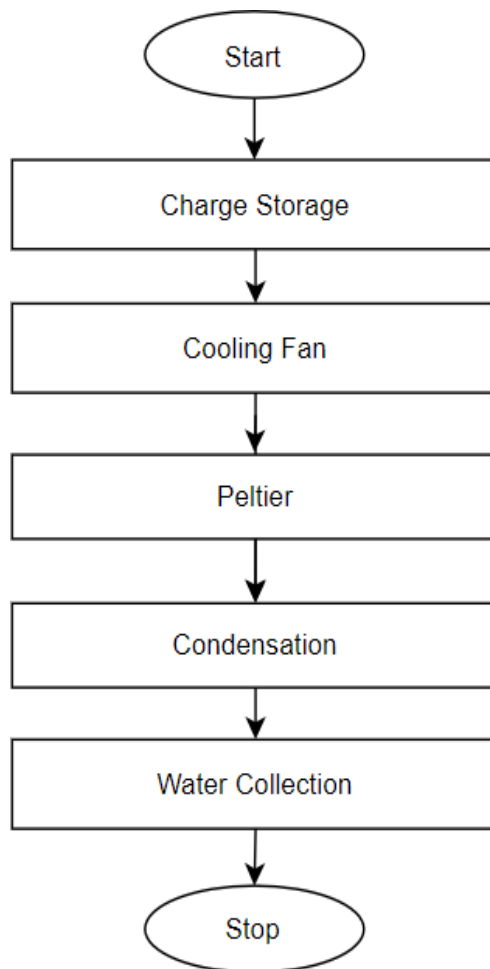 Start
Charge Storage
Cooling Fan
Peltier
Condensation
Water Collection
Stop